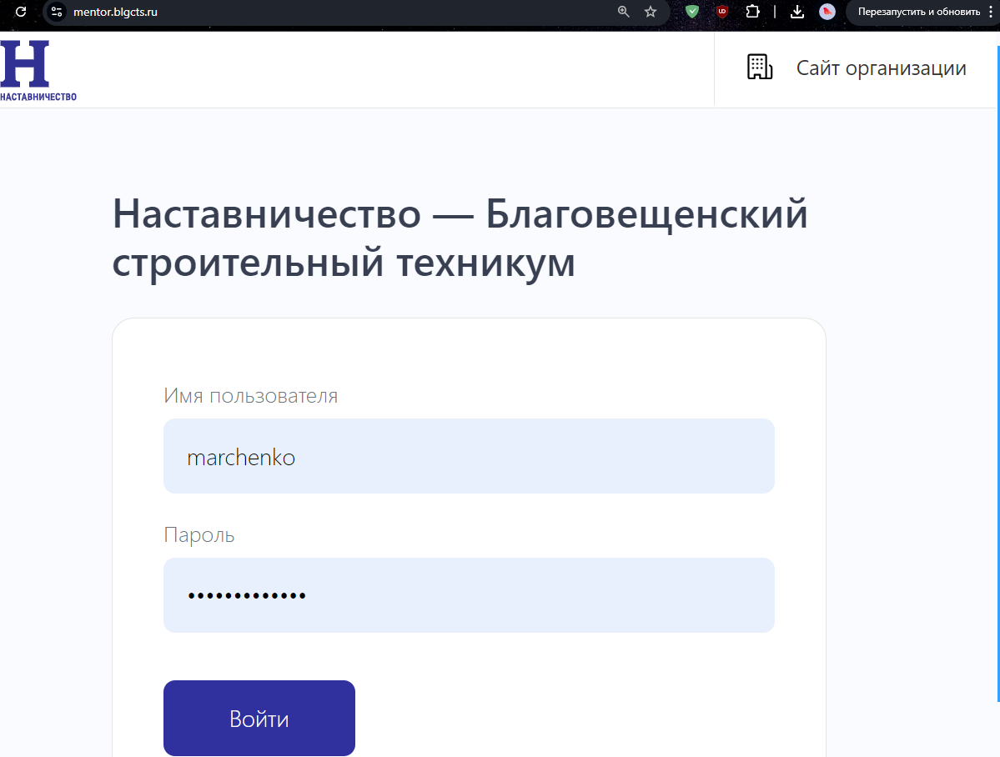 mentor.blgcts.ru
Перезапустить и обновить
Н
НАСТАВНИЧЕСТВО
Сайт организации
Наставничество — Благовещенский
строительный техникум
Имя пользователя
marchenko
Пароль
•••••••••••••
Войти